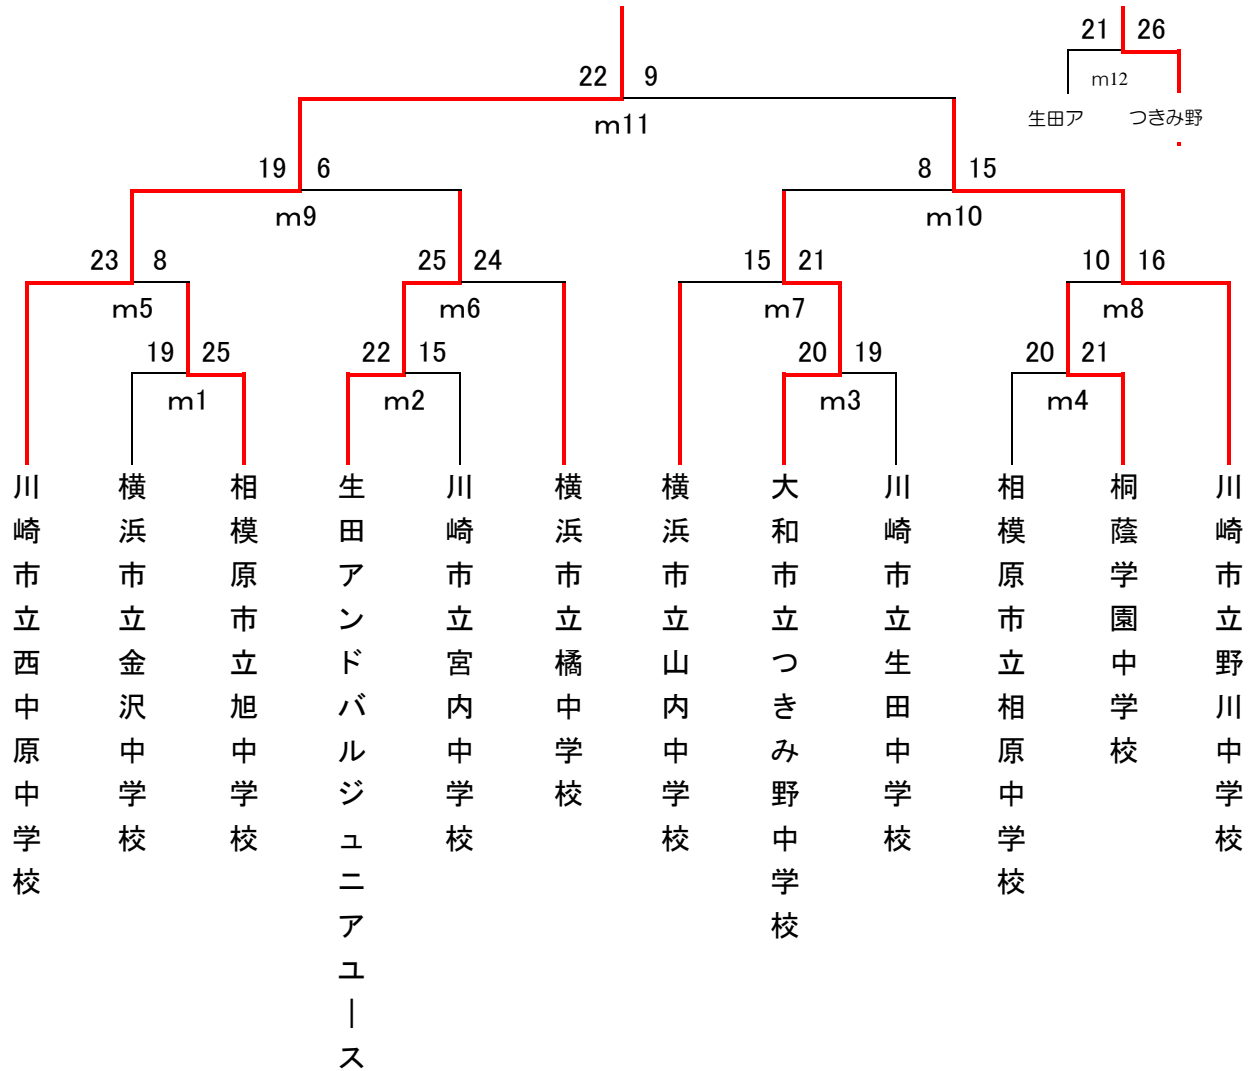 21 26
m12
生田ア つきみ野
22 9
m11
19 6
m9
8 15
m10
23 8
m5
25 24
m6
15 21
m7
10 16
m8
19 25
m1
22 15
m2
20 19
m3
20 21
m4
川崎市立西中原中学校
横浜市立金沢中学校
相模原市立旭中学校
生田アンドバルジュニアユース
川崎市立宮内中学校
横浜市立橘中学校
横浜市立山内中学校
大和市立つきみ野中学校
川崎市立生田中学校
相模原市立相原中学校
桐蔭学園中学校
川崎市立野川中学校